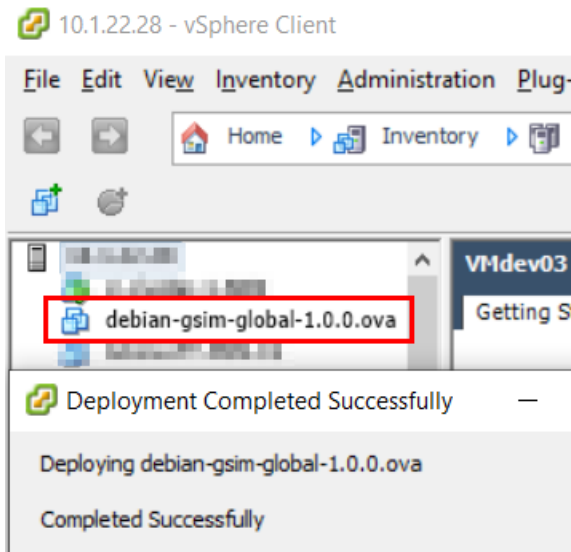 10.1.22.28 - vSphere Client
File Edit View Inventory Administration Plug-
Home Inventory
VMdev03
debian-gsim-global-1.0.0.ova
Getting S
Deployment Completed Successfully
Deploying debian-gsim-global-1.0.0.ova
Completed Successfully